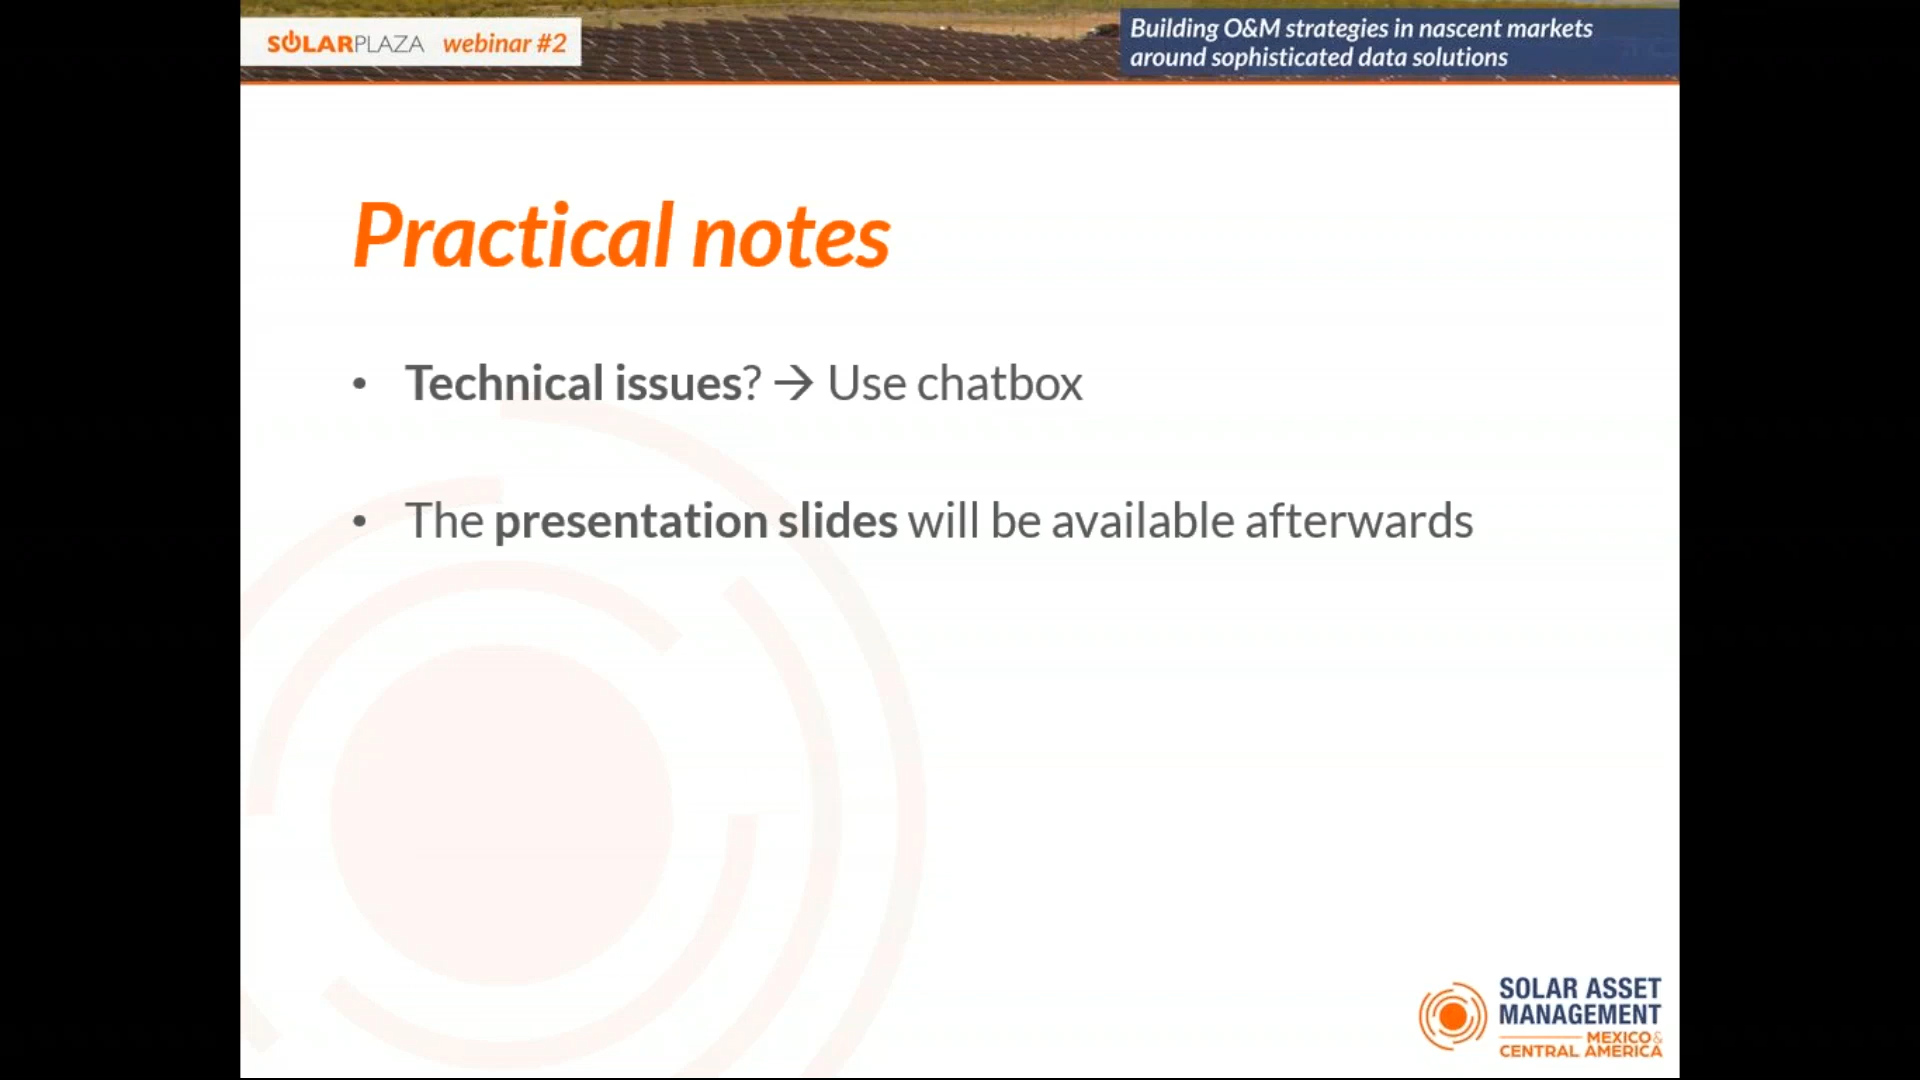 SOLARPLAZA webinar #2
Building O&M strategies in nascent markets
around sophisticated data solutions
Practical notes
• Technical issues? → Use chatbox
• The presentation slides will be available afterwards
SOLAR ASSET
MANAGEMENT
MEXICO &
CENTRAL AMERICA